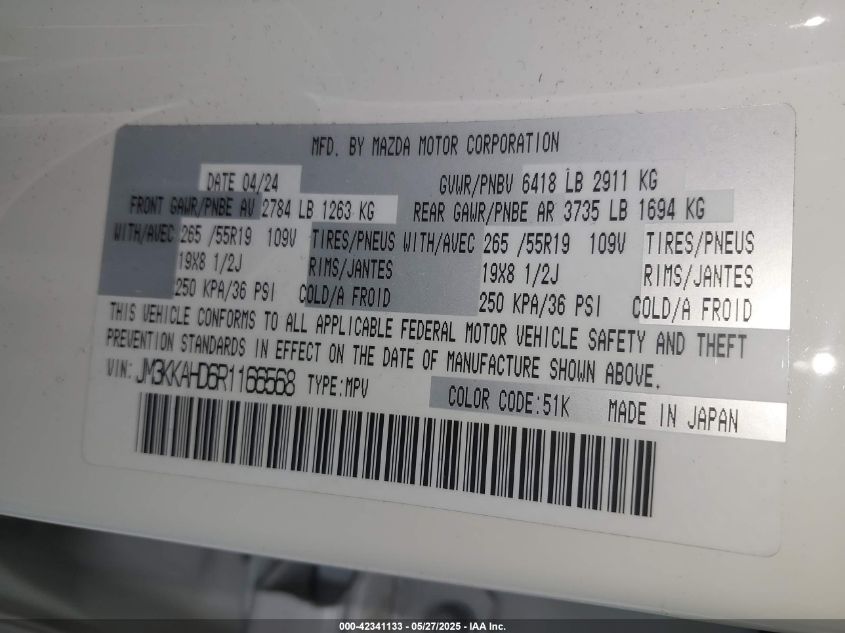 MFD. BY MAZDA MOTOR CORPORATION
DATE 04/24 GVWR/PNBV 6418 LB 2911 KG
FRONT GAWR/PNBE AV 2784 LB 1263 KG REAR GAWR/PNBE AR 3735 LB 1694 KG
WITH/AVEC 265 /55R19 109V TIRES/PNEUS WITH/AVEC 265 /55R19 109V TIRES/PNEUS
19X8 1/2J RIMS/JANTES 19X8 1/2J RIMS/JANTES
250 KPA/36 PSI COLD/A FROID 250 KPA/36 PSI COLD/A FROID
THIS VEHICLE CONFORMS TO ALL APPLICABLE FEDERAL MOTOR VEHICLE SAFETY AND THEFT
PREVENTION STANDARDS IN EFFECT ON THE DATE OF MANUFACTURE SHOWN ABOVE.
VIN: JM3KKAHD6R1166568 TYPE:MPV COLOR CODE:51K MADE IN JAPAN
000-42341133 - 05/27/2025 - IAA Inc.